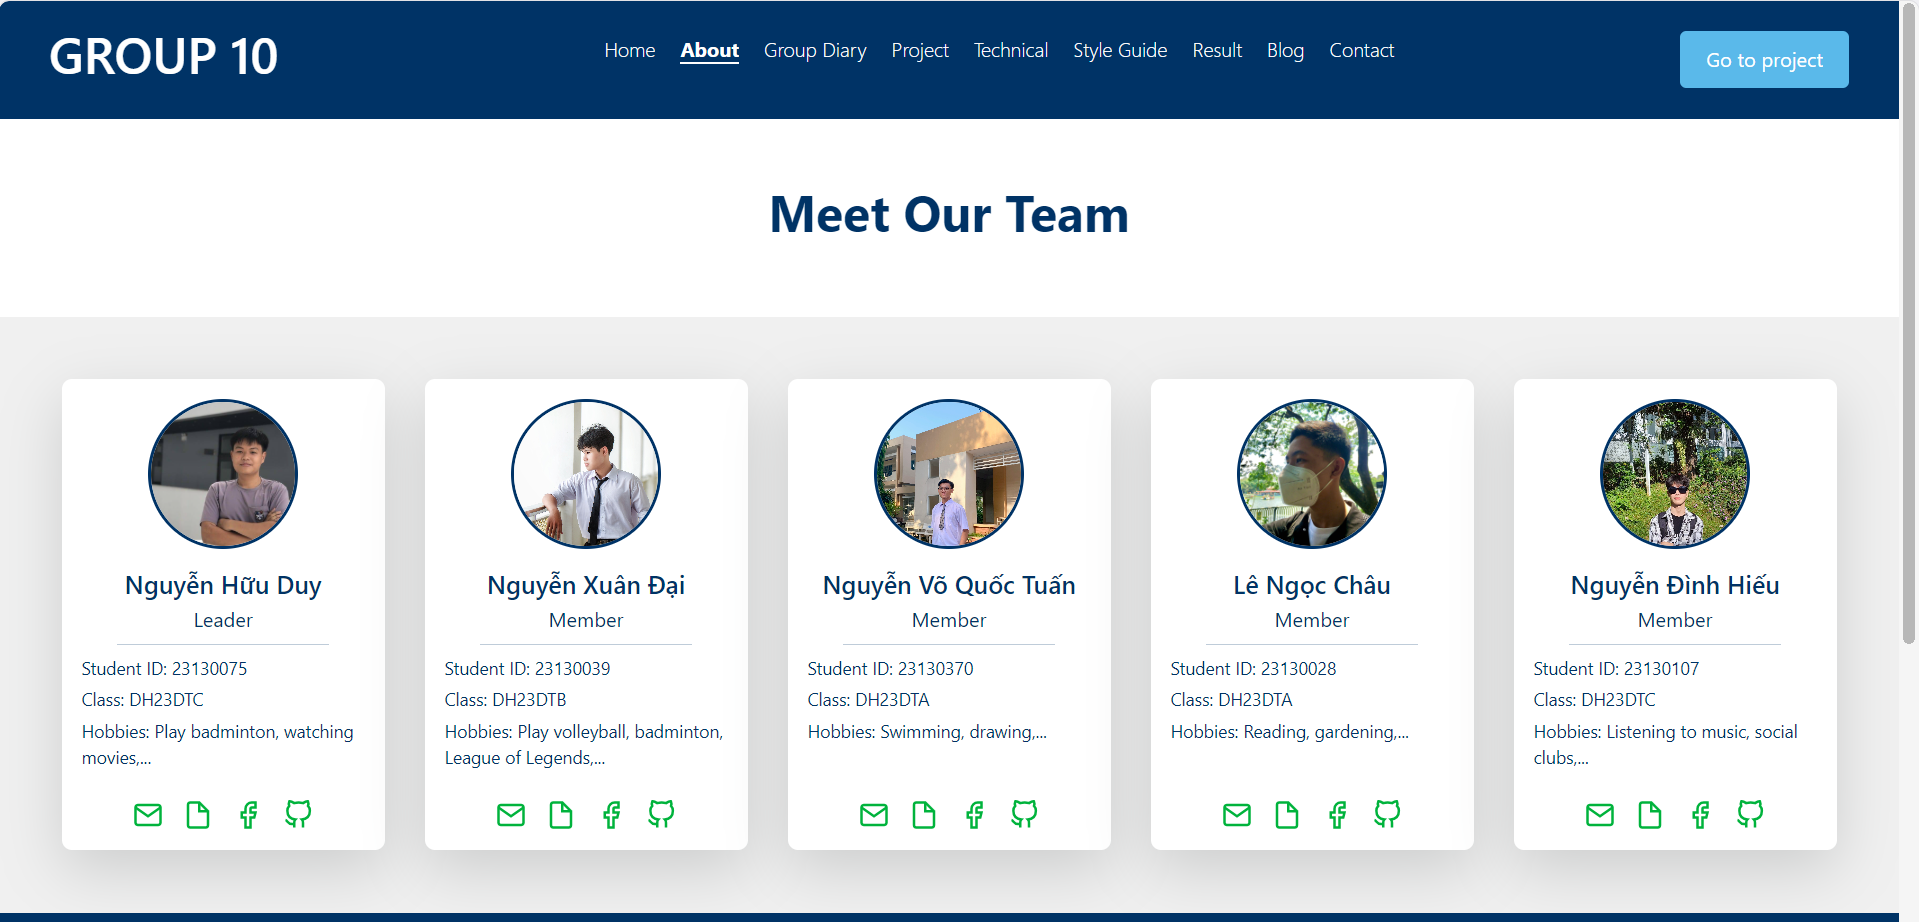 GROUP 10
Home About Group Diary Project Technical Style Guide Result Blog Contact
Go to project
Meet Our Team
Nguyễn Hữu Duy
Leader
Student ID: 23130075
Class: DH23DTC
Hobbies: Play badminton, watching
movies,...
Nguyễn Xuân Đại
Member
Student ID: 23130039
Class: DH23DTB
Hobbies: Play volleyball, badminton,
League of Legends,...
Nguyễn Võ Quốc Tuấn
Member
Student ID: 23130370
Class: DH23DTA
Hobbies: Swimming, drawing,...
Lê Ngọc Châu
Member
Student ID: 23130028
Class: DH23DTA
Hobbies: Reading, gardening,...
Nguyễn Đình Hiếu
Member
Student ID: 23130107
Class: DH23DTC
Hobbies: Listening to music, social
clubs,...